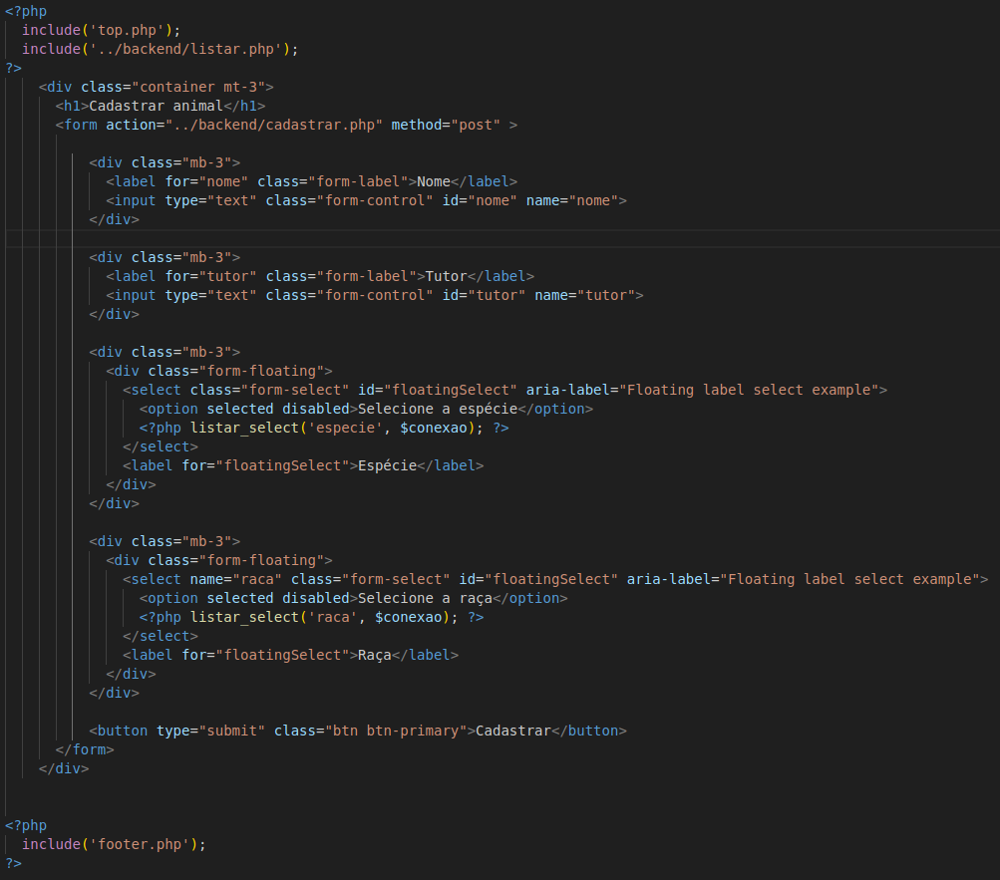 <?php
include('top.php');
include('../backend/listar.php');
?>
<div class="container mt-3">
<h1>Cadastrar animal</h1>
<form action="../backend/cadastrar.php" method="post" >
<div class="mb-3">
<label for="nome" class="form-label">Nome</label>
<input type="text" class="form-control" id="nome" name="nome">
</div>
<div class="mb-3">
<label for="tutor" class="form-label">Tutor</label>
<input type="text" class="form-control" id="tutor" name="tutor">
</div>
<div class="mb-3">
<div class="form-floating">
<select class="form-select" id="floatingSelect" aria-label="Floating label select example">
<option selected disabled>Selecione a espécie</option>
<?php listar_select('especie', $conexao); ?>
</select>
<label for="floatingSelect">Espécie</label>
</div>
</div>
<div class="mb-3">
<div class="form-floating">
<select name="raca" class="form-select" id="floatingSelect" aria-label="Floating label select example">
<option selected disabled>Selecione a raça</option>
<?php listar_select('raca', $conexao); ?>
</select>
<label for="floatingSelect">Raça</label>
</div>
</div>
<button type="submit" class="btn btn-primary">Cadastrar</button>
</form>
</div>
<?php
include('footer.php');
?>